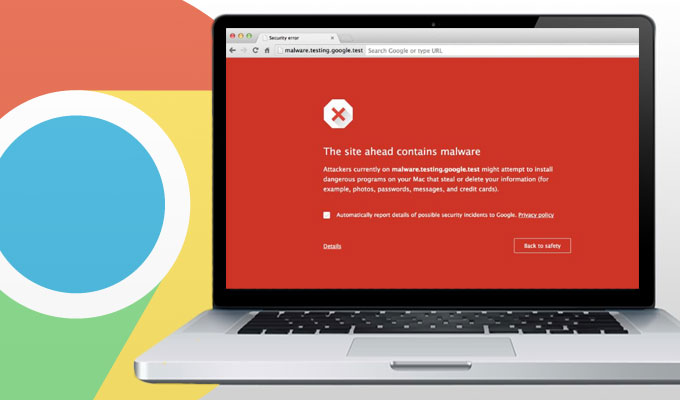 Security error
malware.testing.google.test Search Google or type URL
The site ahead contains malware
Attackers currently on malware.testing.google.test might attempt to install
dangerous programs on your Mac that steal or delete your information (for
example, photos, passwords, messages, and credit cards).
Automatically report details of possible security incidents to Google. Privacy policy
Details
Back to safety